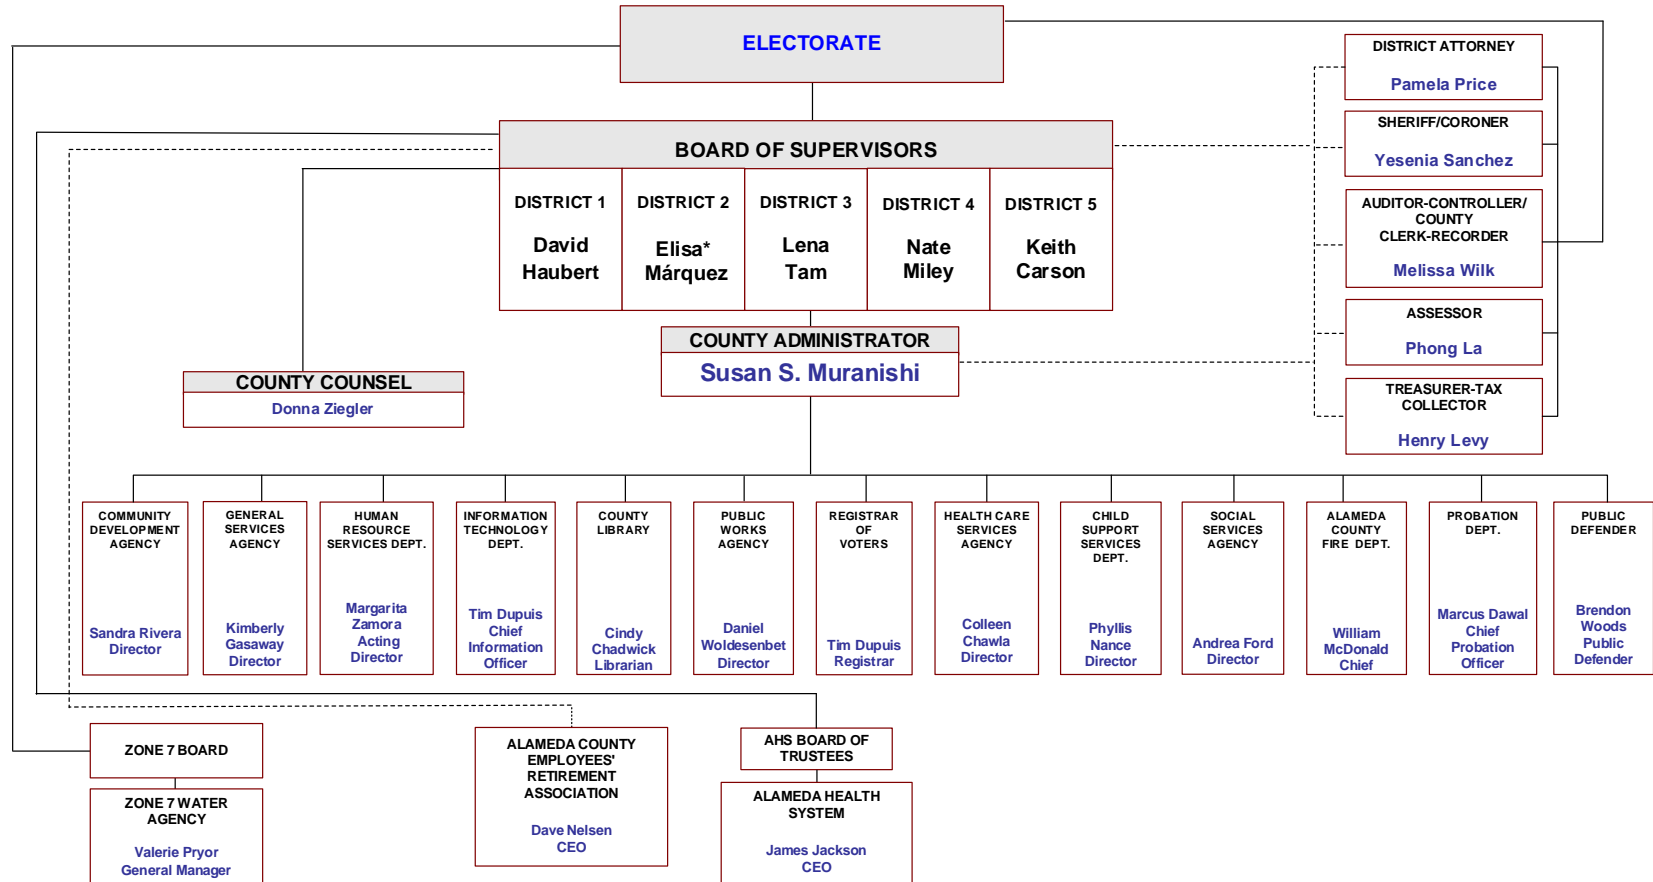 ELECTORATE
DISTRICT ATTORNEY
Pamela Price
SHERIFF/CORONER
Yesenia Sanchez
AUDITOR-CONTROLLER/
COUNTY
CLERK-RECORDER
Melissa Wilk
ASSESSOR
Phong La
TREASURER-TAX
COLLECTOR
Henry Levy
BOARD OF SUPERVISORS
DISTRICT 1
David
Haubert
DISTRICT 2
Elisa*
Márquez
DISTRICT 3
Lena
Tam
DISTRICT 4
Nate
Miley
DISTRICT 5
Keith
Carson
COUNTY ADMINISTRATOR
Susan S. Muranishi
COUNTY COUNSEL
Donna Ziegler
COMMUNITY
DEVELOPMENT
AGENCY
Sandra Rivera
Director
GENERAL
SERVICES
AGENCY
Kimberly
Gasaway
Director
HUMAN
RESOURCE
SERVICES DEPT.
Margarita
Zamora
Acting
Director
INFORMATION
TECHNOLOGY
DEPT.
Tim Dupuis
Chief
Information
Officer
COUNTY
LIBRARY
Cindy
Chadwick
Librarian
PUBLIC
WORKS
AGENCY
Daniel
Woldesenbet
Director
REGISTRAR
OF
VOTERS
Tim Dupuis
Registrar
HEALTH CARE
SERVICES
AGENCY
Colleen
Chawla
Director
CHILD
SUPPORT
SERVICES
DEPT.
Phyllis
Nance
Director
SOCIAL
SERVICES
AGENCY
Andrea Ford
Director
ALAMEDA
COUNTY
FIRE DEPT.
William
McDonald
Chief
PROBATION
DEPT.
Marcus Dawal
Chief
Probation
Officer
PUBLIC
DEFENDER
Brendon
Woods
Public
Defender
ZONE 7 BOARD
ZONE 7 WATER
AGENCY
Valerie Pryor
General Manager
ALAMEDA COUNTY
EMPLOYEES'
RETIREMENT
ASSOCIATION
Dave Nelsen
CEO
AHS BOARD OF
TRUSTEES
ALAMEDA HEALTH
SYSTEM
James Jackson
CEO